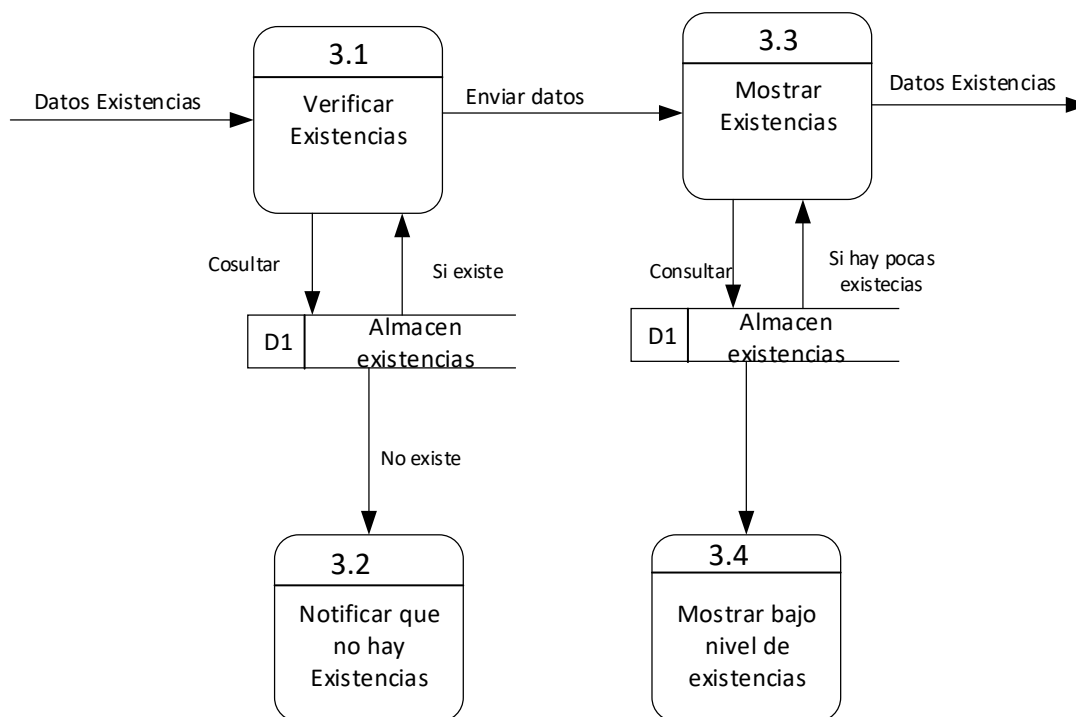 3.1
Verificar
Existencias
3.3
Mostrar
Existencias
Datos Existencias
Enviar datos
Datos Existencias
Cosultar
Si existe
Consultar
Si hay pocas
existecias
D1
Almacen
existencias
D1
Almacen
existencias
No existe
3.2
Notificar que
no hay
Existencias
3.4
Mostrar bajo
nivel de
existencias